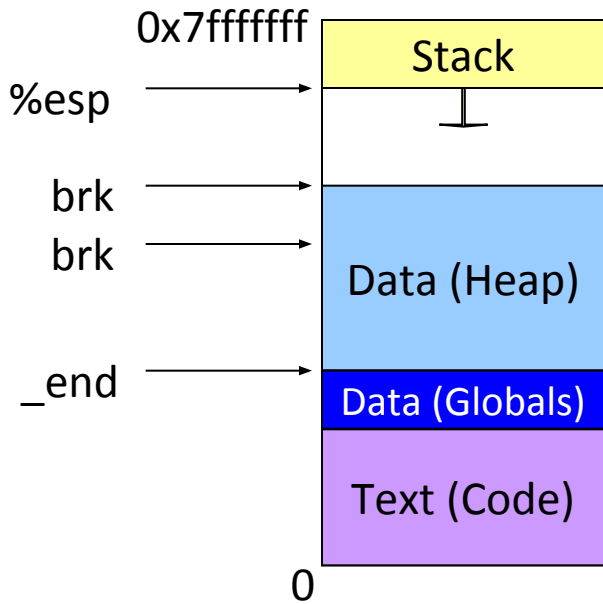 0x7fffffff
Stack
%esp
brk
brk
Data (Heap)
_end
Data (Globals)
Text (Code)
0